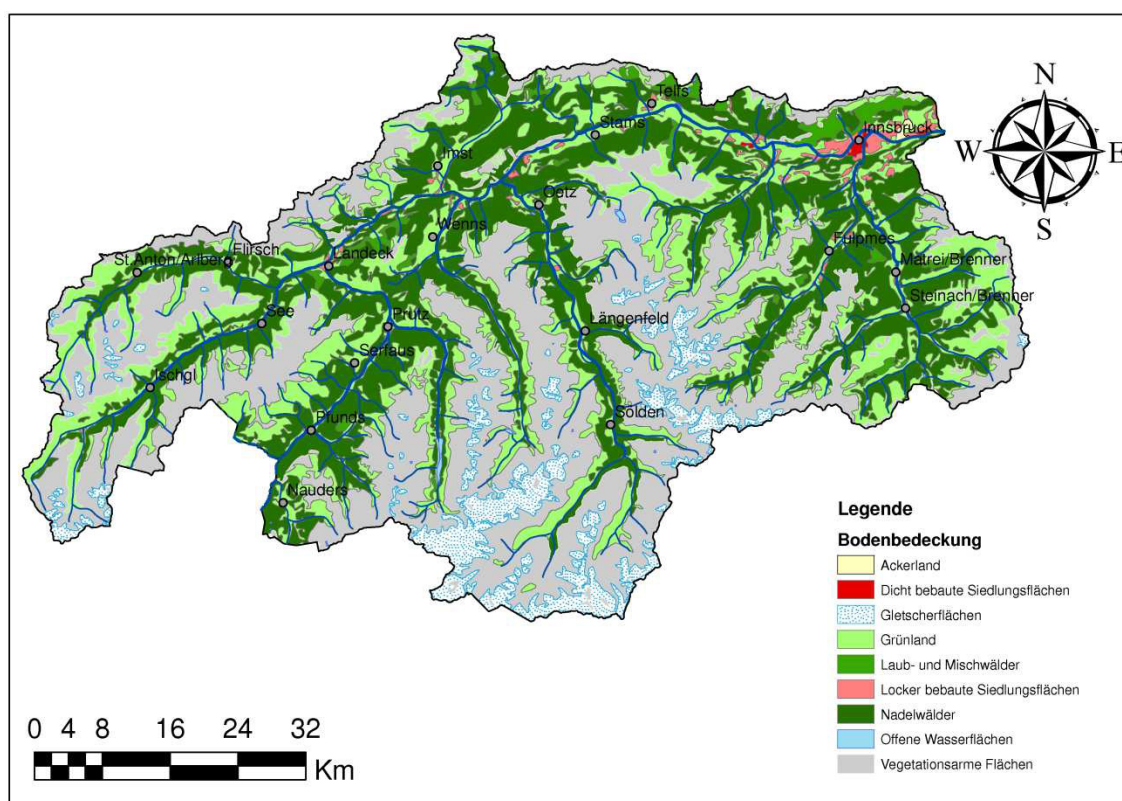 N
W
E
S
Telfs
Stams
Innsbruck
Imst
Oetz
Wenns
Fulpmes
Flirsch
St.Anton/Arlberg
Landeck
Matrei/Brenner
Steinach/Brenner
See
Prutz
Längenfeld
Serfaus
Ischgl
Pfunds
Sölden
Nauders
Legende
Bodenbedeckung
Ackerland
Dicht bebaute Siedlungsflächen
Gletscherflächen
Grünland
Laub- und Mischwälder
Locker bebaute Siedlungsflächen
Nadelwälder
Offene Wasserflächen
Vegetationsarme Flächen
0 4 8 16 24 32
Km